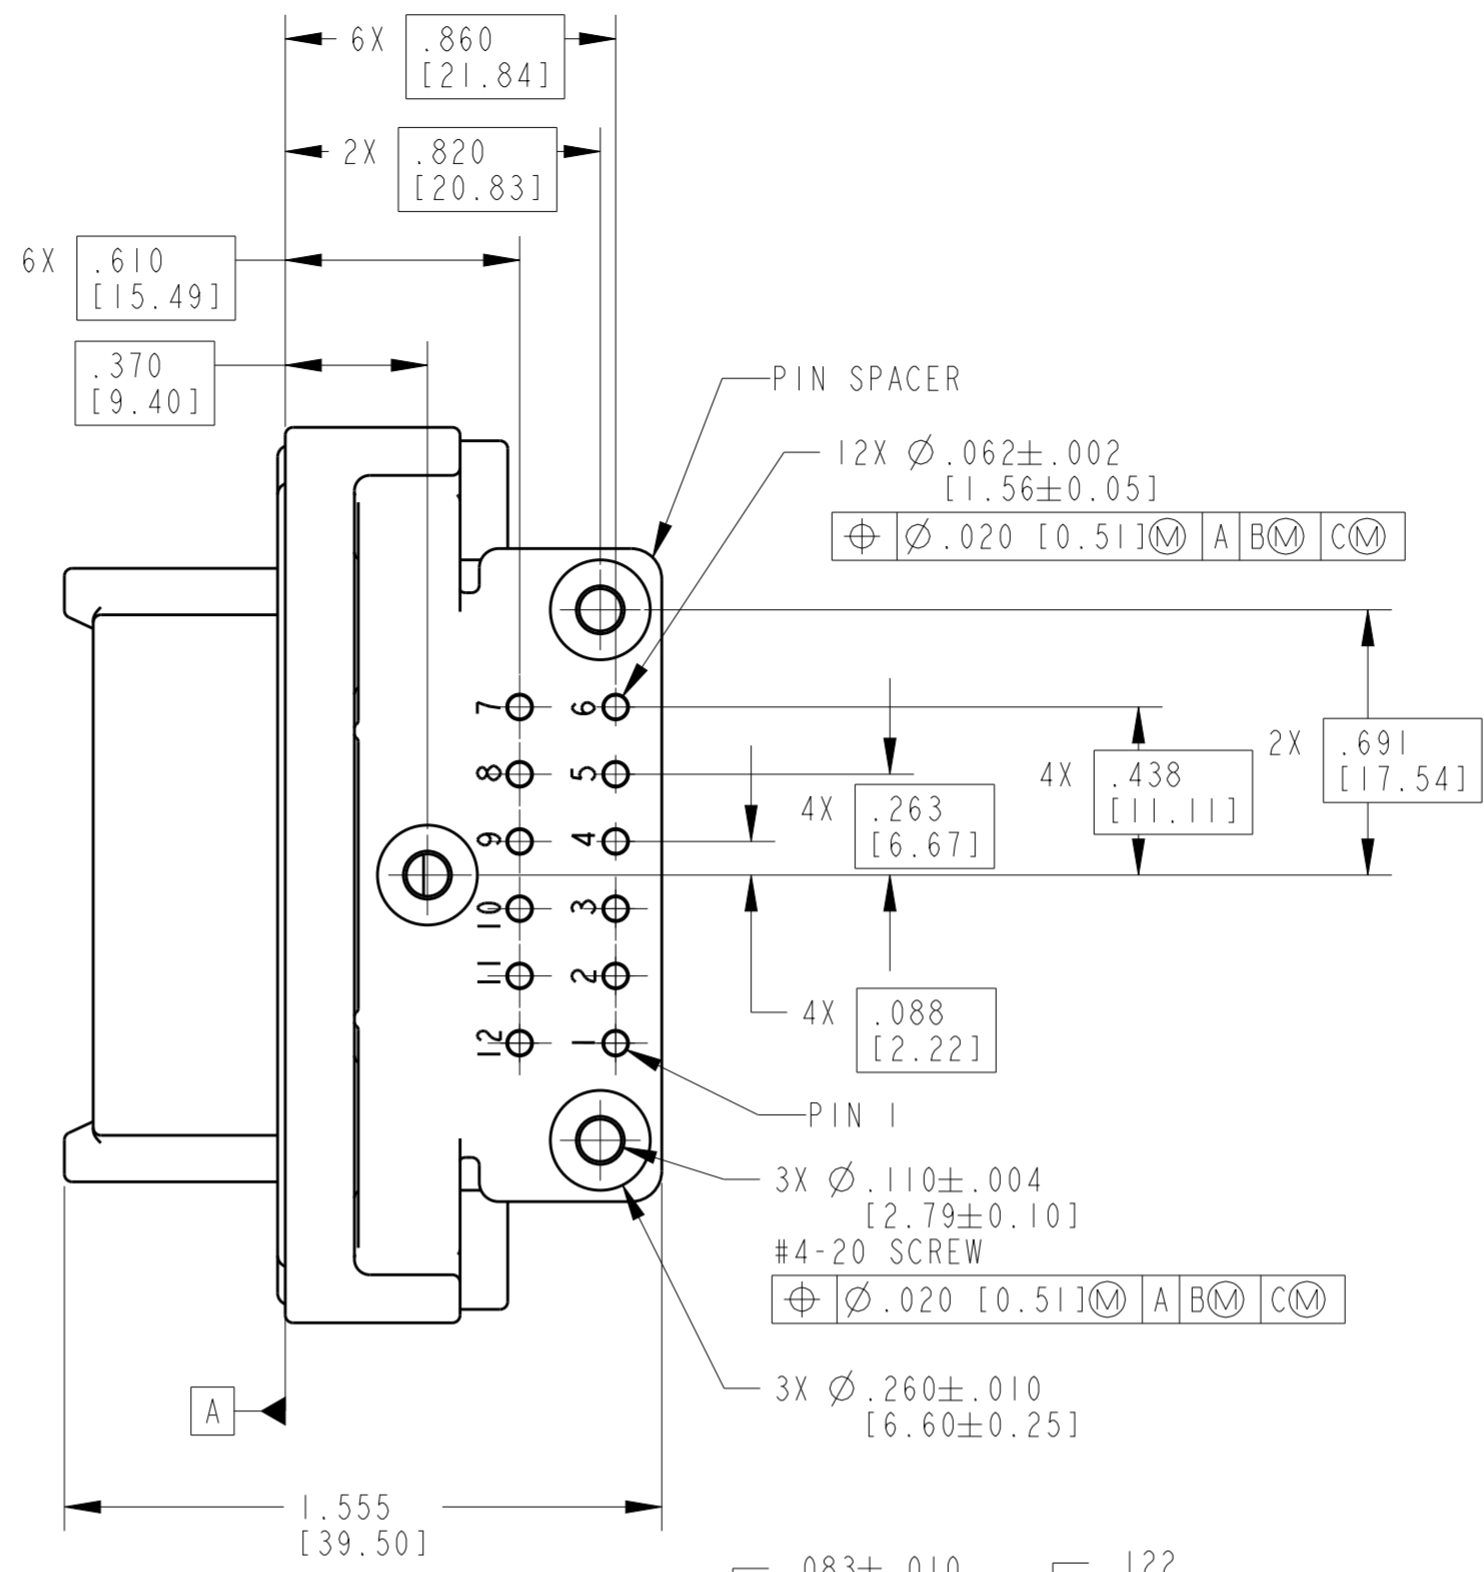 6X .860
[21.84]
2X .820
[20.83]
6X .610
[15.49]
.370
[9.40]
PIN SPACER
12X Ø .062±.002
[1.56±0.05]
⌖ Ø.020 [0.51]Ⓜ A BⓂ CⓂ
7 6
8 5
9 4
10 3
11 2
12 1
2X .691
[17.54]
4X .438
[11.11]
4X .263
[6.67]
4X .088
[2.22]
PIN 1
3X Ø .110±.004
[2.79±0.10]
#4-20 SCREW
⌖ Ø.020 [0.51]Ⓜ A BⓂ CⓂ
3X Ø .260±.010
[6.60±0.25]
A
1.555
[39.50]
.083±.010
.122